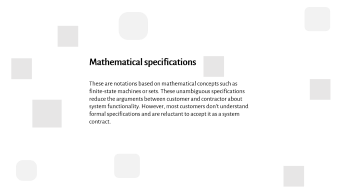 Mathematical specifications
These are notations based on mathematical concepts such as
finite-state machines or sets. These unambiguous specifications
reduce the arguments between customer and contractor about
system functionality. However, most customers don't understand
formal specifications and are reluctant to accept it as a system
contract.